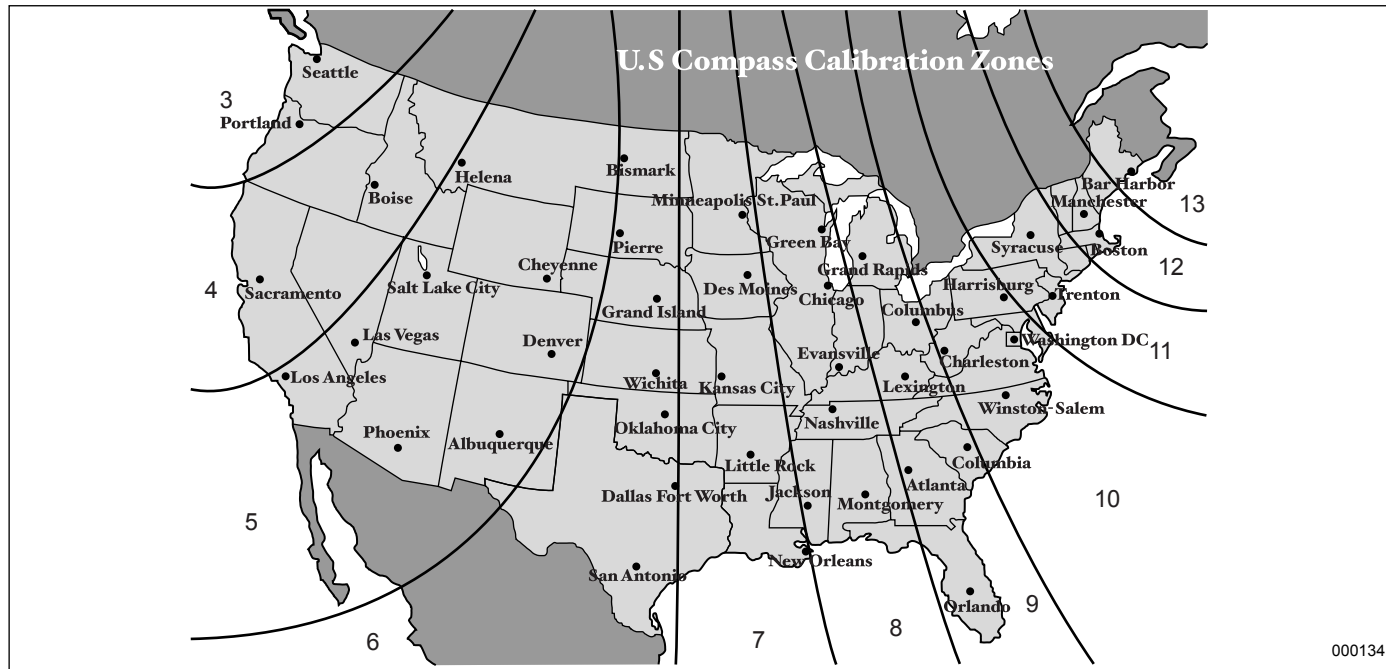 U.S Compass Calibration Zones
Seattle
3
Portland
Helena
Bismark
Boise
Minneapolis St.Paul
Bar Harbor
Manchester
13
Pierre
Green Bay
Syracuse
Boston
Cheyenne
Grand Rapids
12
4
Sacramento
Salt Lake City
Des Moines
Chicago
Harrisburg
Trenton
Grand Island
Columbus
Las Vegas
Denver
Evansville
Charleston
Washington DC
11
Los Angeles
Wichita
Kansas City
Lexington
Winston-Salem
Phoenix
Albuquerque
Oklahoma City
Nashville
Little Rock
Columbia
Dallas Fort Worth
Jackson
Montgomery
Atlanta
10
5
San Antonio
New Orleans
Orlando
9
6
7
8
000134